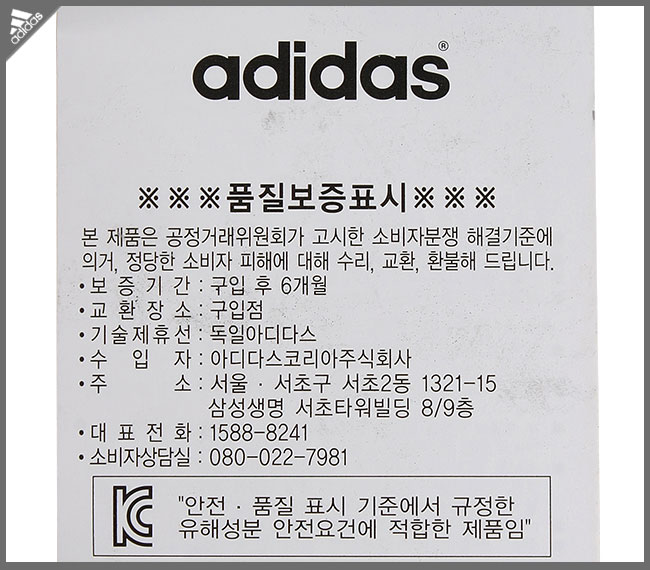 adidas
adidas®
※※※품질보증표시※※※
본 제품은 공정거래위원회가 고시한 소비자분쟁 해결기준에
의거, 정당한 소비자 피해에 대해 수리, 교환, 환불해 드립니다.
• 보 증 기 간 : 구입 후 6개월
• 교 환 장 소 : 구입점
• 기술제휴선 : 독일아디다스
• 수 입 자 : 아디다스코리아주식회사
• 주 소 : 서울 · 서초구 서초2동 1321-15
삼성생명 서초타워빌딩 8/9층
• 대 표 전 화 : 1588-8241
• 소비자상담실 : 080-022-7981
"안전 · 품질 표시 기준에서 규정한
유해성분 안전요건에 적합한 제품임"